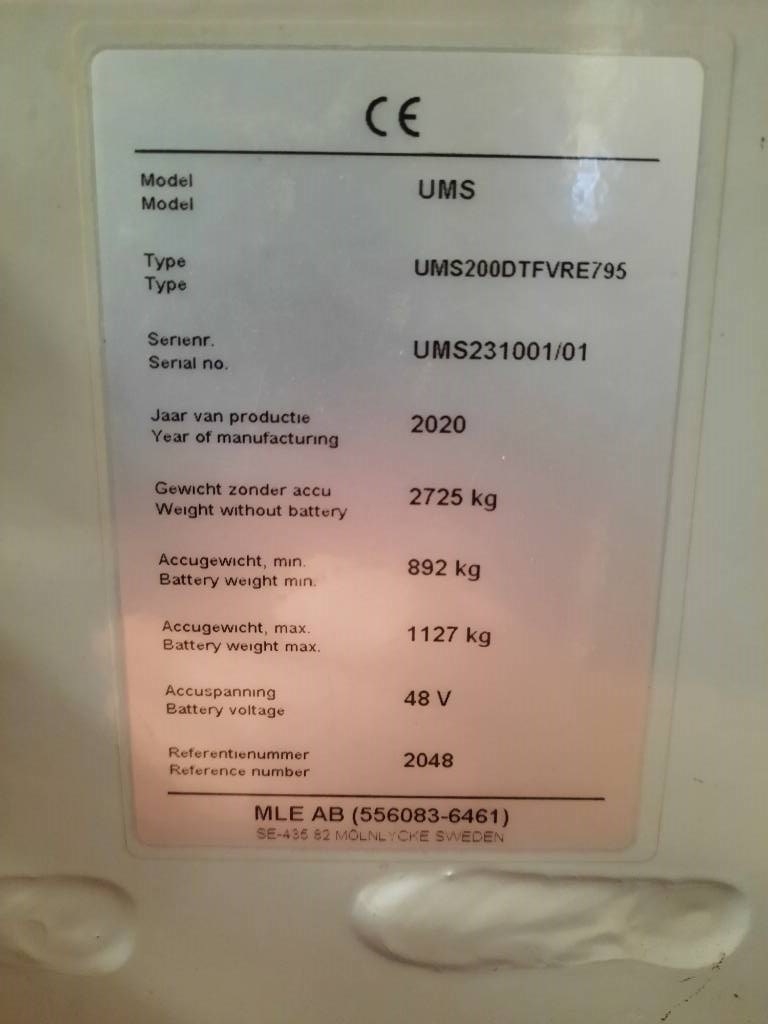 CE
Model
Model
UMS
Type
Type
UMS200DTFVRE795
Serienr.
Serial no.
UMS231001/01
Jaar van productie
Year of manufacturing
2020
Gewicht zonder accu
Weight without battery
2725 kg
Accugewicht, min.
Battery weight min.
892 kg
Accugewicht, max.
Battery weight max.
1127 kg
Accuspanning
Battery voltage
48 V
Referentienummer
Reference number
2048
MLE AB (556083-6461)
SE-435 82 MÖLNLYCKE SWEDEN